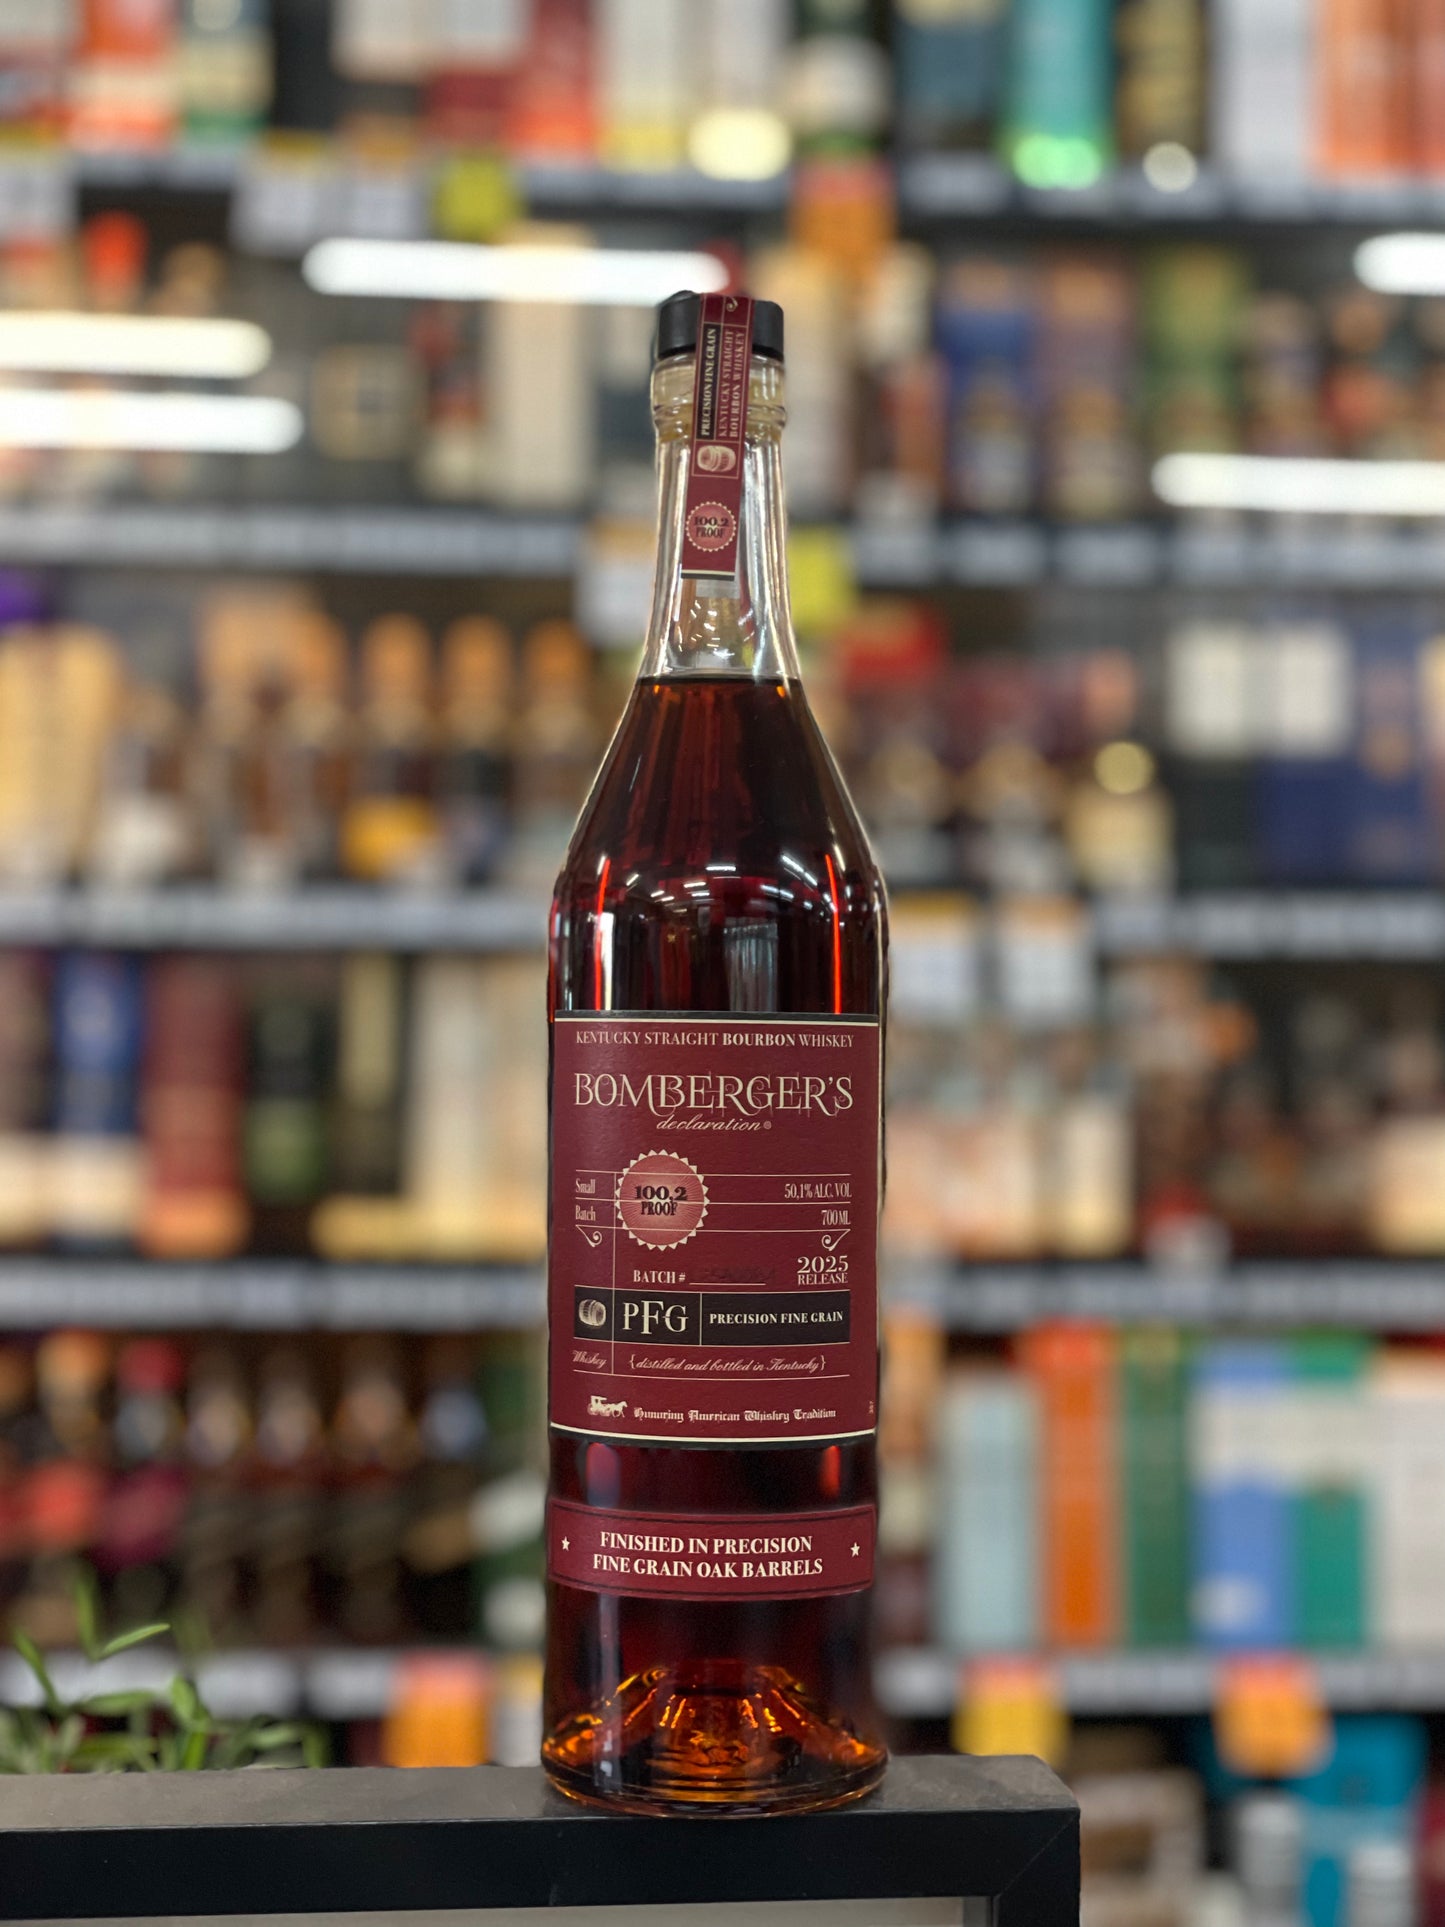 PRECISION FINE GRAIN
KENTUCKY STRAIGHT
BOURBON WHISKEY
100.2
PROOF
KENTUCKY STRAIGHT BOURBON WHISKEY
BOMBERGER'S
declaration®
Small
Batch
100.2
PROOF
50,1% ALC. VOL
700 ML
BATCH #
2025
RELEASE
PFG
PRECISION FINE GRAIN
Whiskey
{distilled and bottled in Kentucky}
Honoring American Whiskey Tradition
FINISHED IN PRECISION
FINE GRAIN OAK BARRELS